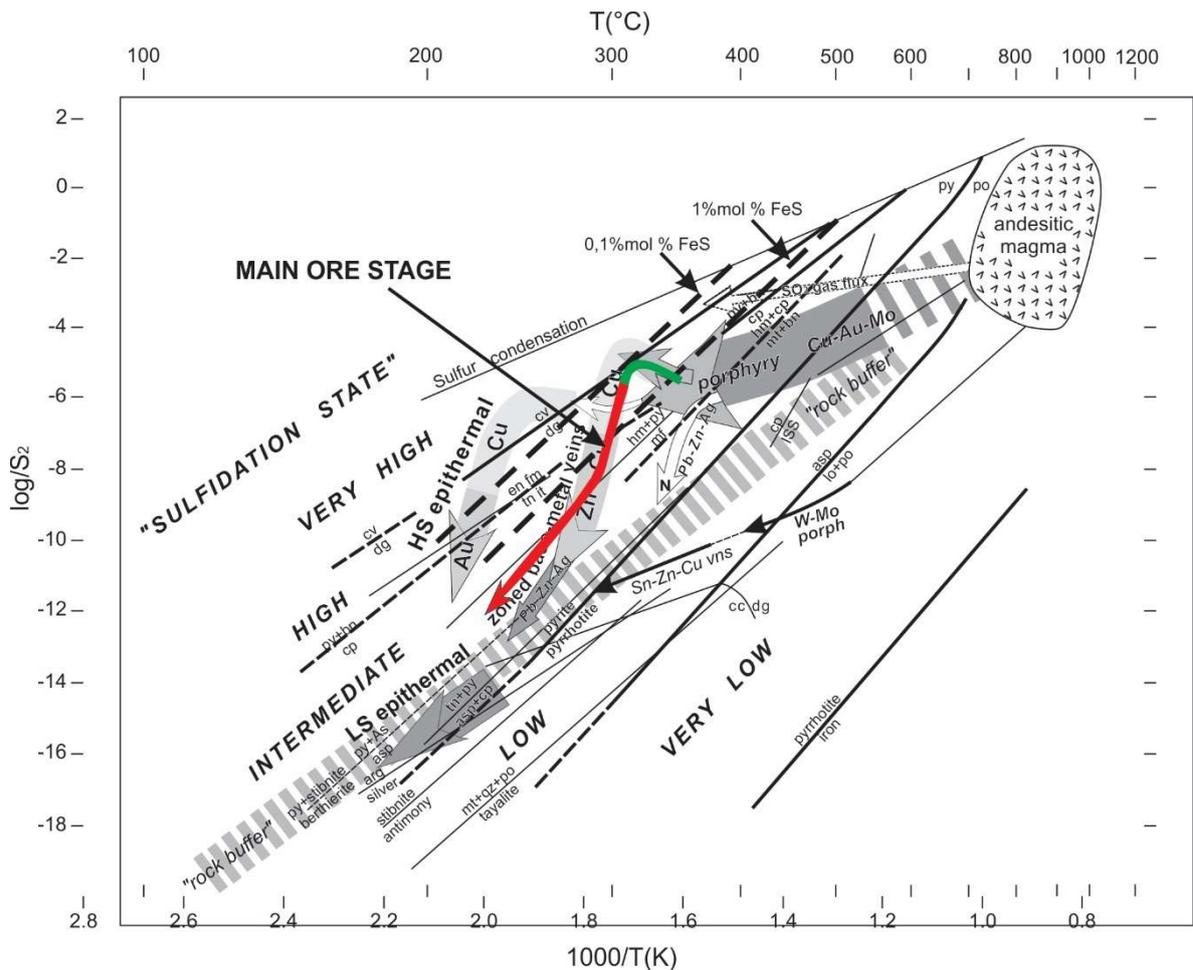 T(°C)
100 200 300 400 500 600 800 1000 1200
2
0
-2
-4
-6
-8
-10
-12
-14
-16
-18
log/S₂
2.8 2.6 2.4 2.2 2.0 1.8 1.6 1.4 1.2 1.0 0.8
1000/T(K)
py po
andesitic
magma
1%mol % FeS
0,1%mol % FeS
MAIN ORE STAGE
Sulfur condensation
gas flux
py+bn
cp
hm+cp
mt+bn
porphyry Cu-Au-Mo
"rock buffer"
"SULFIDATION STATE"
VERY HIGH
HS epithermal
Cu
Au
cv
dg
cv
dg
Cu
en fm
tn it
hm+py
mf
Pb-Zn-Ag
N
cp
ISS
asp
lo+po
W-Mo
porph
Sn-Zn-Cu vns
Zn
zoned base metal veins
Pb-Zn-Ag
HIGH
py+bn
cp
INTERMEDIATE
LS epithermal
pyrite
pyrrhotite
cc dg
tn+py
asp+cp
LOW
VERY LOW
pyrrhotite
iron
py+As
asp
arg
silver
py+stibnite
berthierite
stibnite
antimony
mt+qz+po
tayalite
"rock buffer"